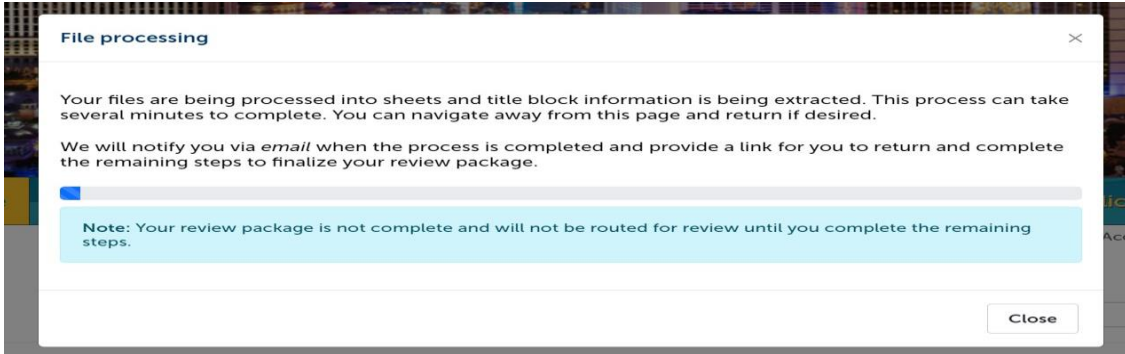 File processing
×
Your files are being processed into sheets and title block information is being extracted. This process can take
several minutes to complete. You can navigate away from this page and return if desired.
We will notify you via email when the process is completed and provide a link for you to return and complete
the remaining steps to finalize your review package.
Note: Your review package is not complete and will not be routed for review until you complete the remaining
steps.
Close